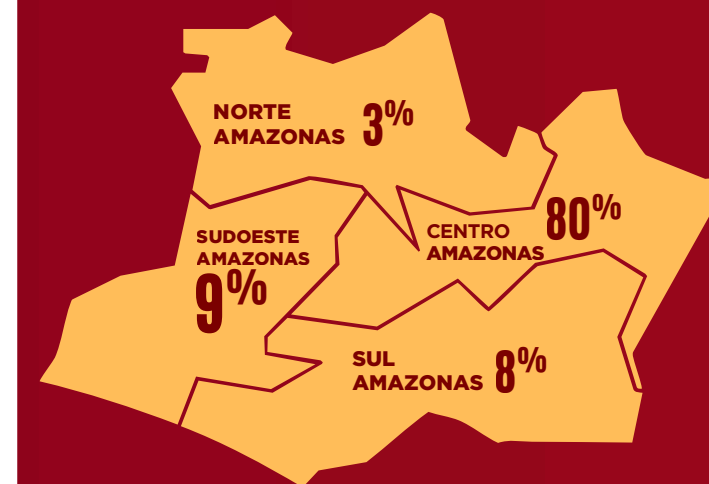 NORTE
AMAZONAS 3%
CENTRO
AMAZONAS 80%
SUDOESTE
AMAZONAS
9%
SUL
AMAZONAS 8%